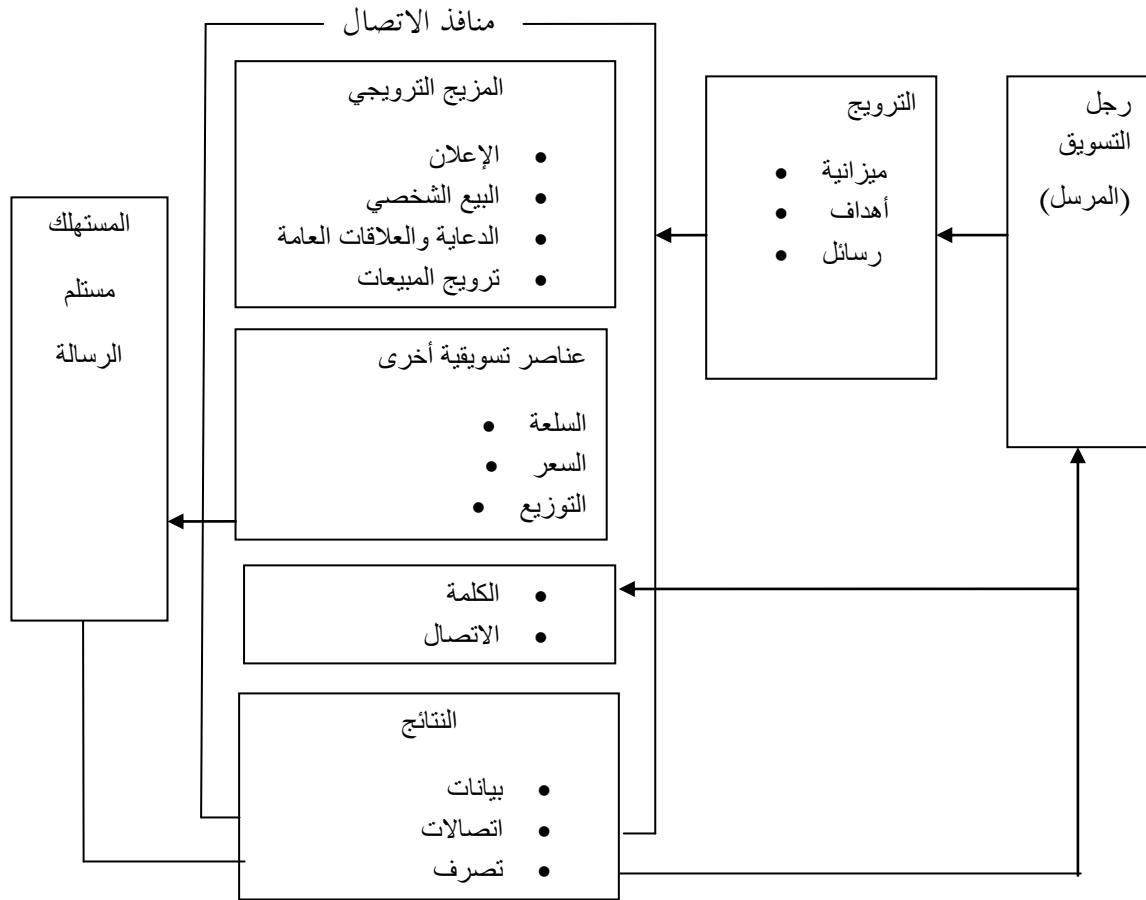 منافذ الاتصال
رجل
التسويق
(المرسل)
الترويج
• ميزانية
• أهداف
• رسائل
المزيج الترويجي
• الإعلان
• البيع الشخصي
• الدعاية والعلاقات العامة
• ترويج المبيعات
عناصر تسويقية أخرى
• السلعة
• السعر
• التوزيع
• الكلمة
• الاتصال
النتائج
• بيانات
• اتصالات
• تصرف
المستهلك
مستلم
الرسالة